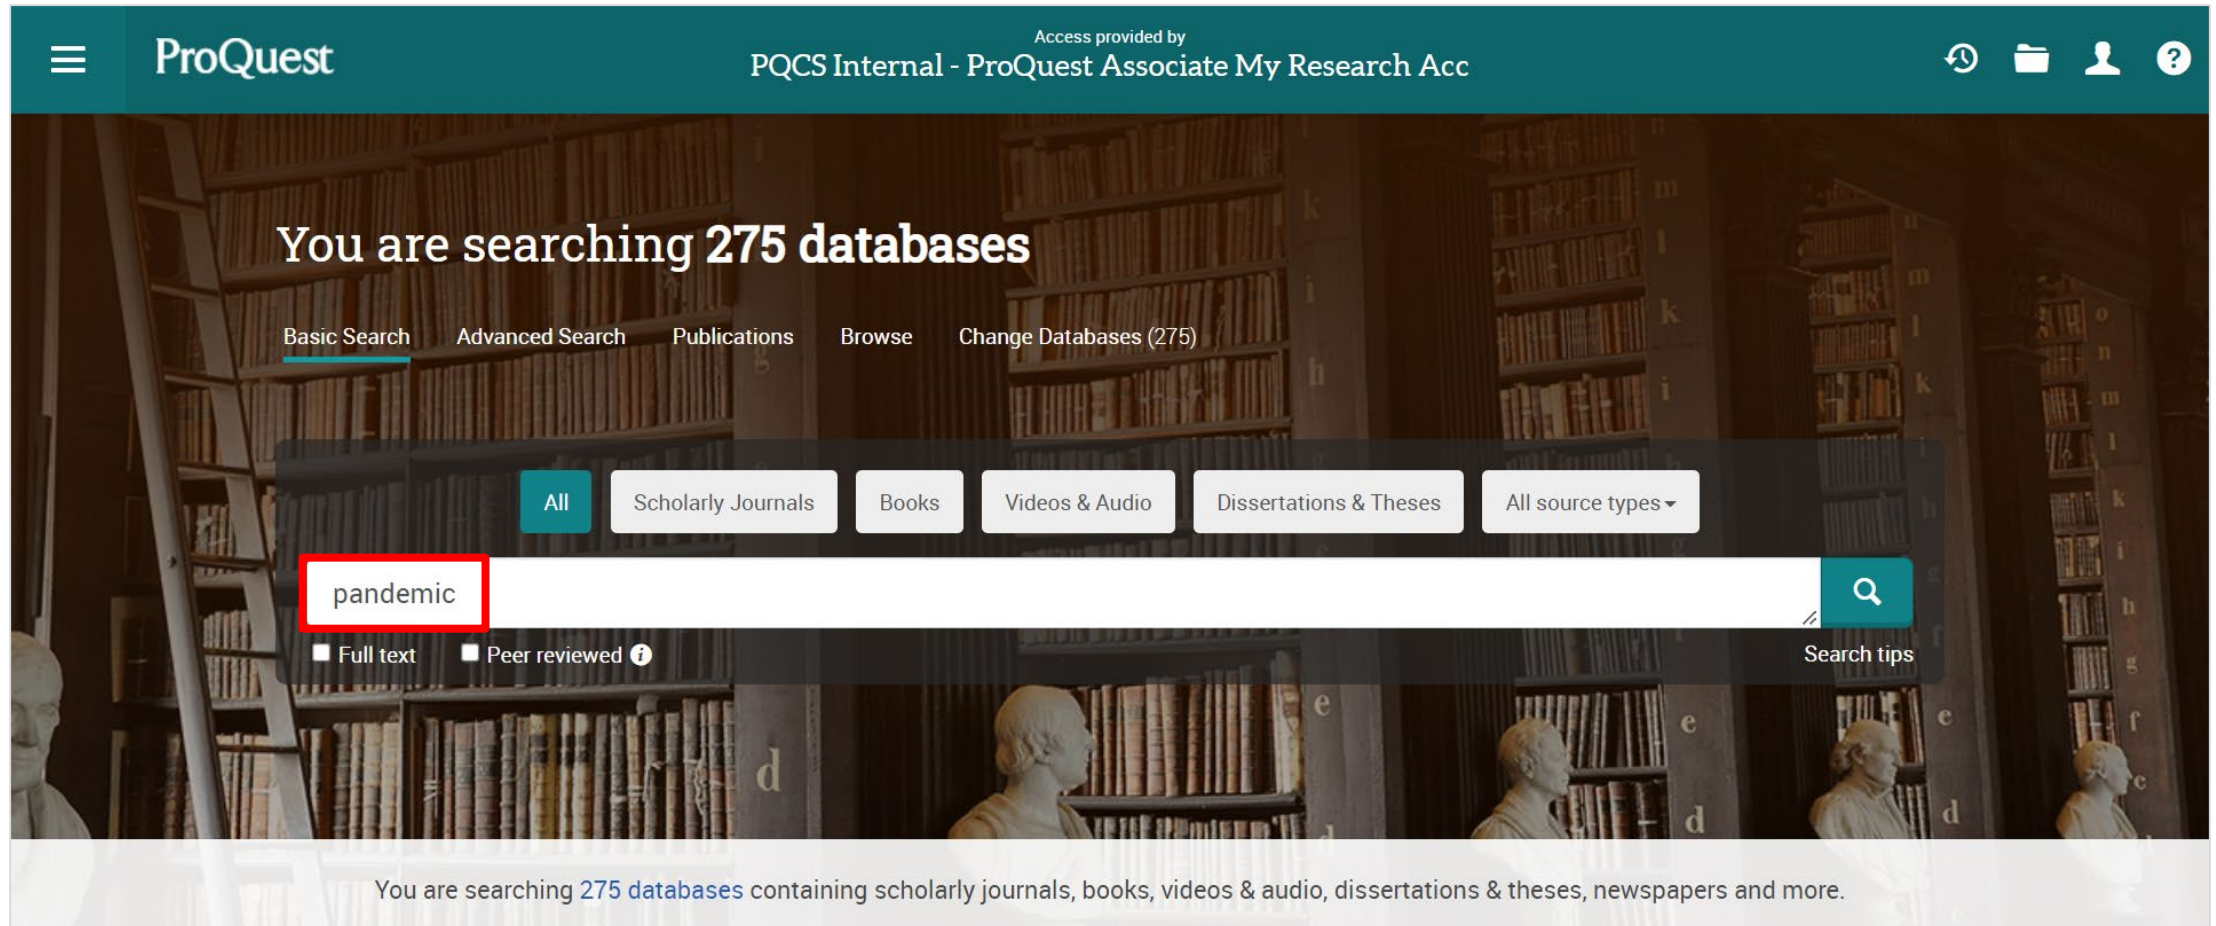 ProQuest
Access provided by
PQCS Internal - ProQuest Associate My Research Acc
You are searching 275 databases
Basic Search Advanced Search Publications Browse Change Databases (275)
All Scholarly Journals Books Videos & Audio Dissertations & Theses All source types
pandemic
Full text Peer reviewed
Search tips
You are searching 275 databases containing scholarly journals, books, videos & audio, dissertations & theses, newspapers and more.